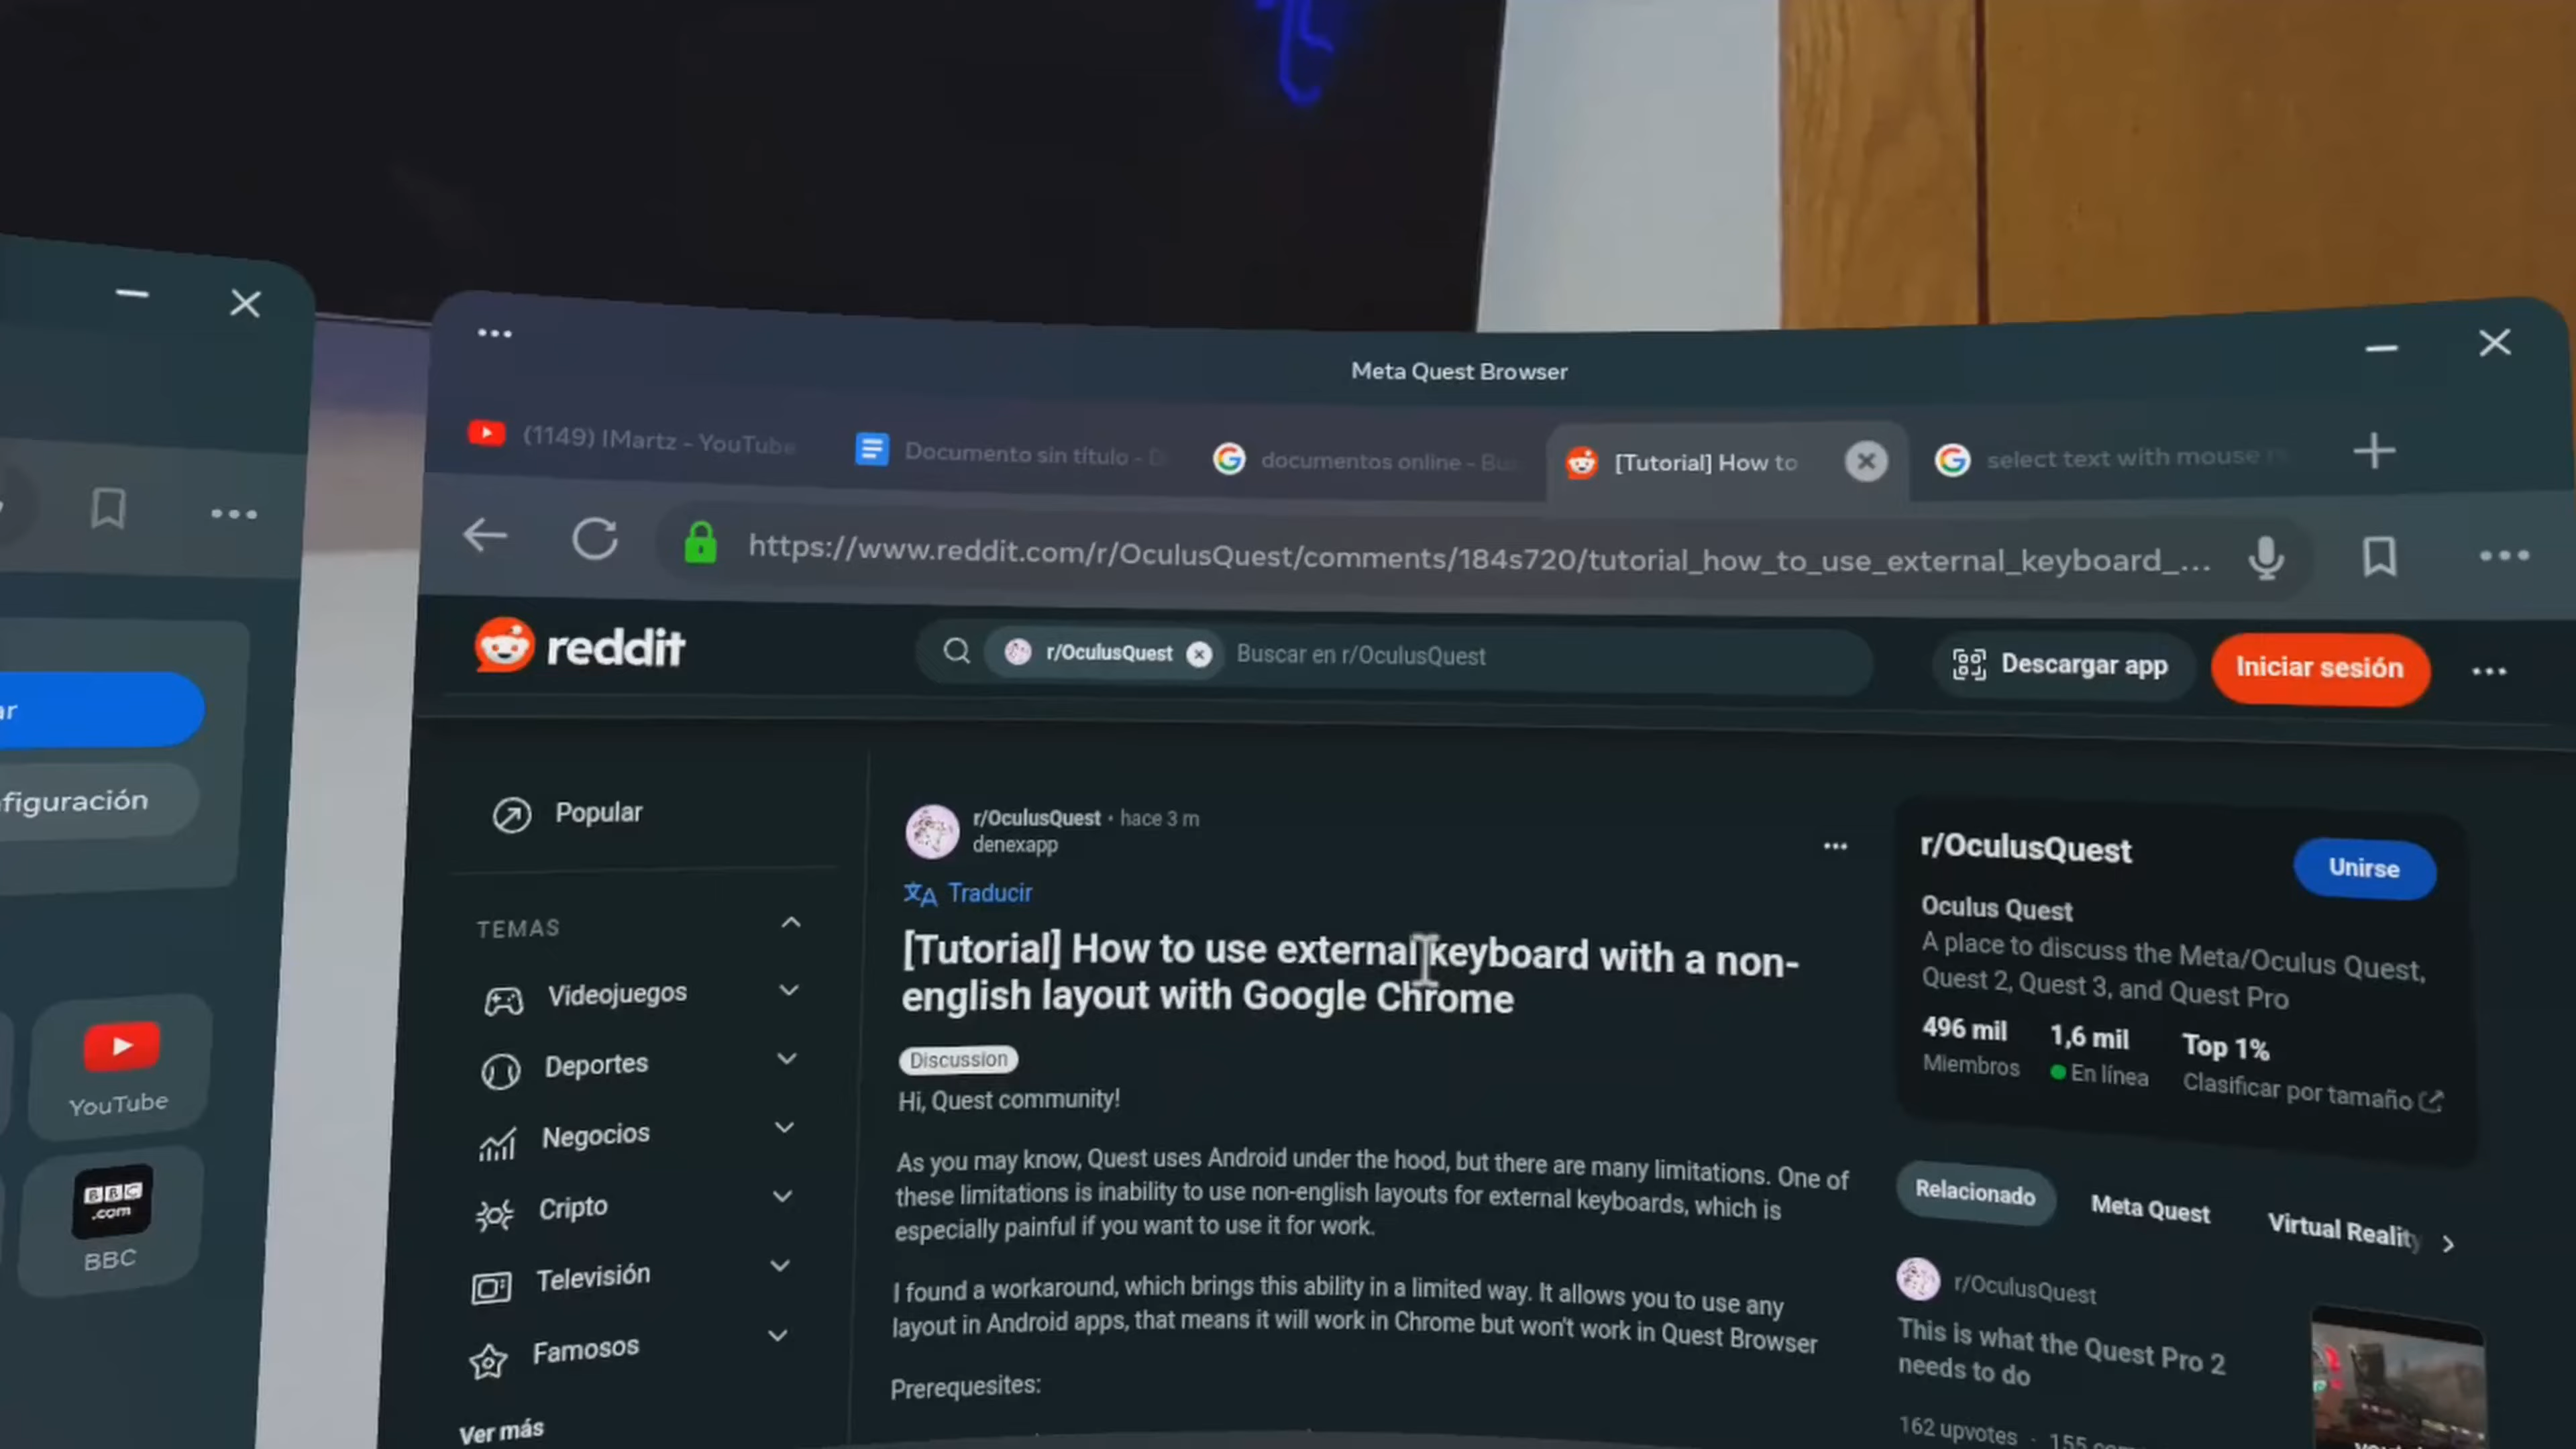 Meta Quest Browser
(1149) IMartz - YouTube
Documento sin título -
documentos online -
[Tutorial] How to
select text with mouse
https://www.reddit.com/r/OculusQuest/comments/184s720/tutorial_how_to_use_external_keyboard_...
reddit
r/OculusQuest
Buscar en r/OculusQuest
Descargar app
Iniciar sesión
ar
figuración
YouTube
BBC
.com
BBC
Popular
TEMAS
Videojuegos
Deportes
Negocios
Cripto
Televisión
Famosos
Ver más
r/OculusQuest • hace 3 m
denexapp
Traducir
[Tutorial] How to use external keyboard with a non-
english layout with Google Chrome
Discussion
Hi, Quest community!
As you may know, Quest uses Android under the hood, but there are many limitations. One of
these limitations is inability to use non-english layouts for external keyboards, which is
especially painful if you want to use it for work.
I found a workaround, which brings this ability in a limited way. It allows you to use any
layout in Android apps, that means it will work in Chrome but won't work in Quest Browser
Prerequesites:
r/OculusQuest
Unirse
Oculus Quest
A place to discuss the Meta/Oculus Quest,
Quest 2, Quest 3, and Quest Pro
496 mil
Miembros
1,6 mil
En línea
Top 1%
Clasificar por tamaño
Relacionado
Meta Quest
Virtual Reality
r/OculusQuest
This is what the Quest Pro 2
needs to do
162 upvotes · 155